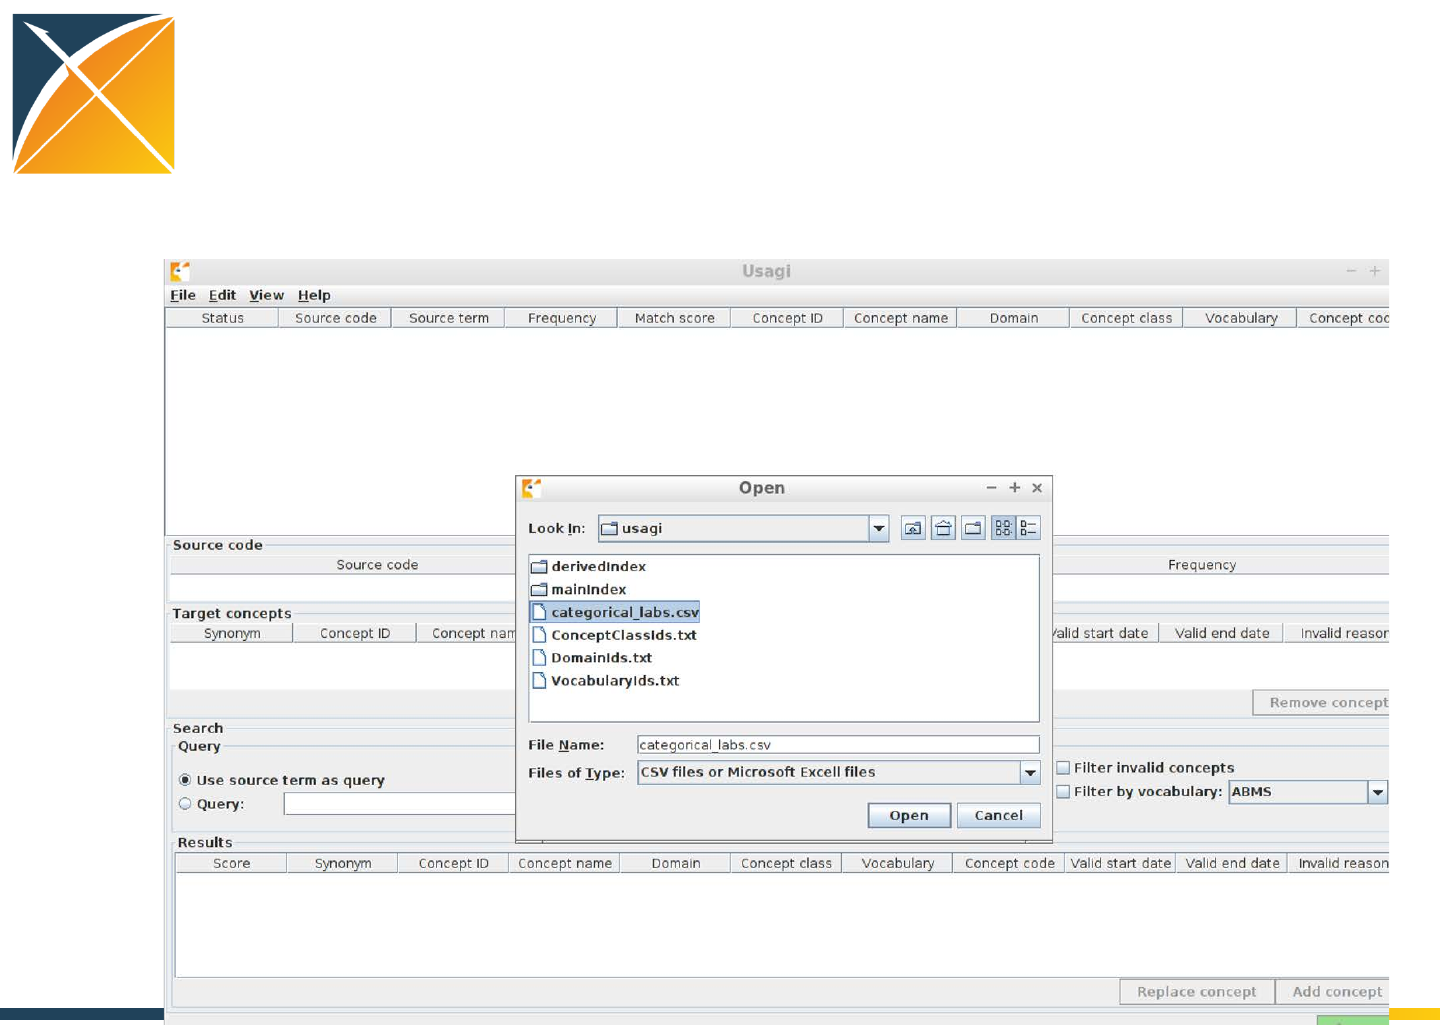 Usagi
File Edit View Help
Status Source code Source term Frequency Match score Concept ID Concept name Domain Concept class Vocabulary Concept coc
Open
Look In: usagi
derivedIndex
mainIndex
categorical_labs.csv
ConceptClassIds.txt
DomainIds.txt
VocabularyIds.txt
File Name: categorical_labs.csv
Files of Type: CSV files or Microsoft Excell files
Open Cancel
Source code
Source code Frequency
Target concepts
Synonym Concept ID Concept nam Valid start date Valid end date Invalid reason
Remove concept
Search
Query
Use source term as query
Query:
Filter invalid concepts
Filter by vocabulary: ABMS
Results
Score Synonym Concept ID Concept name Domain Concept class Vocabulary Concept code Valid start date Valid end date Invalid reason
Replace concept Add concept